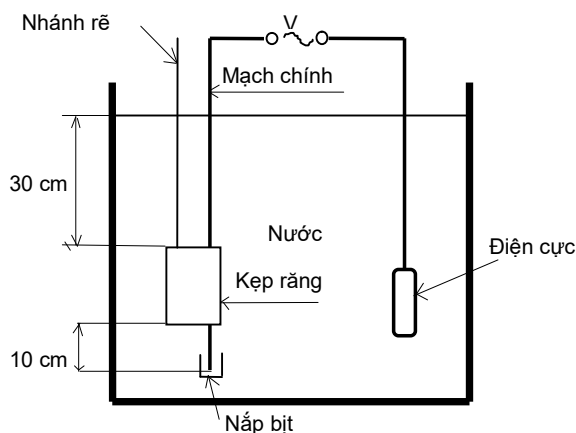 Nhánh rẽ
V
Mạch chính
30 cm
Nước
Điện cực
Kẹp răng
10 cm
Nắp bịt